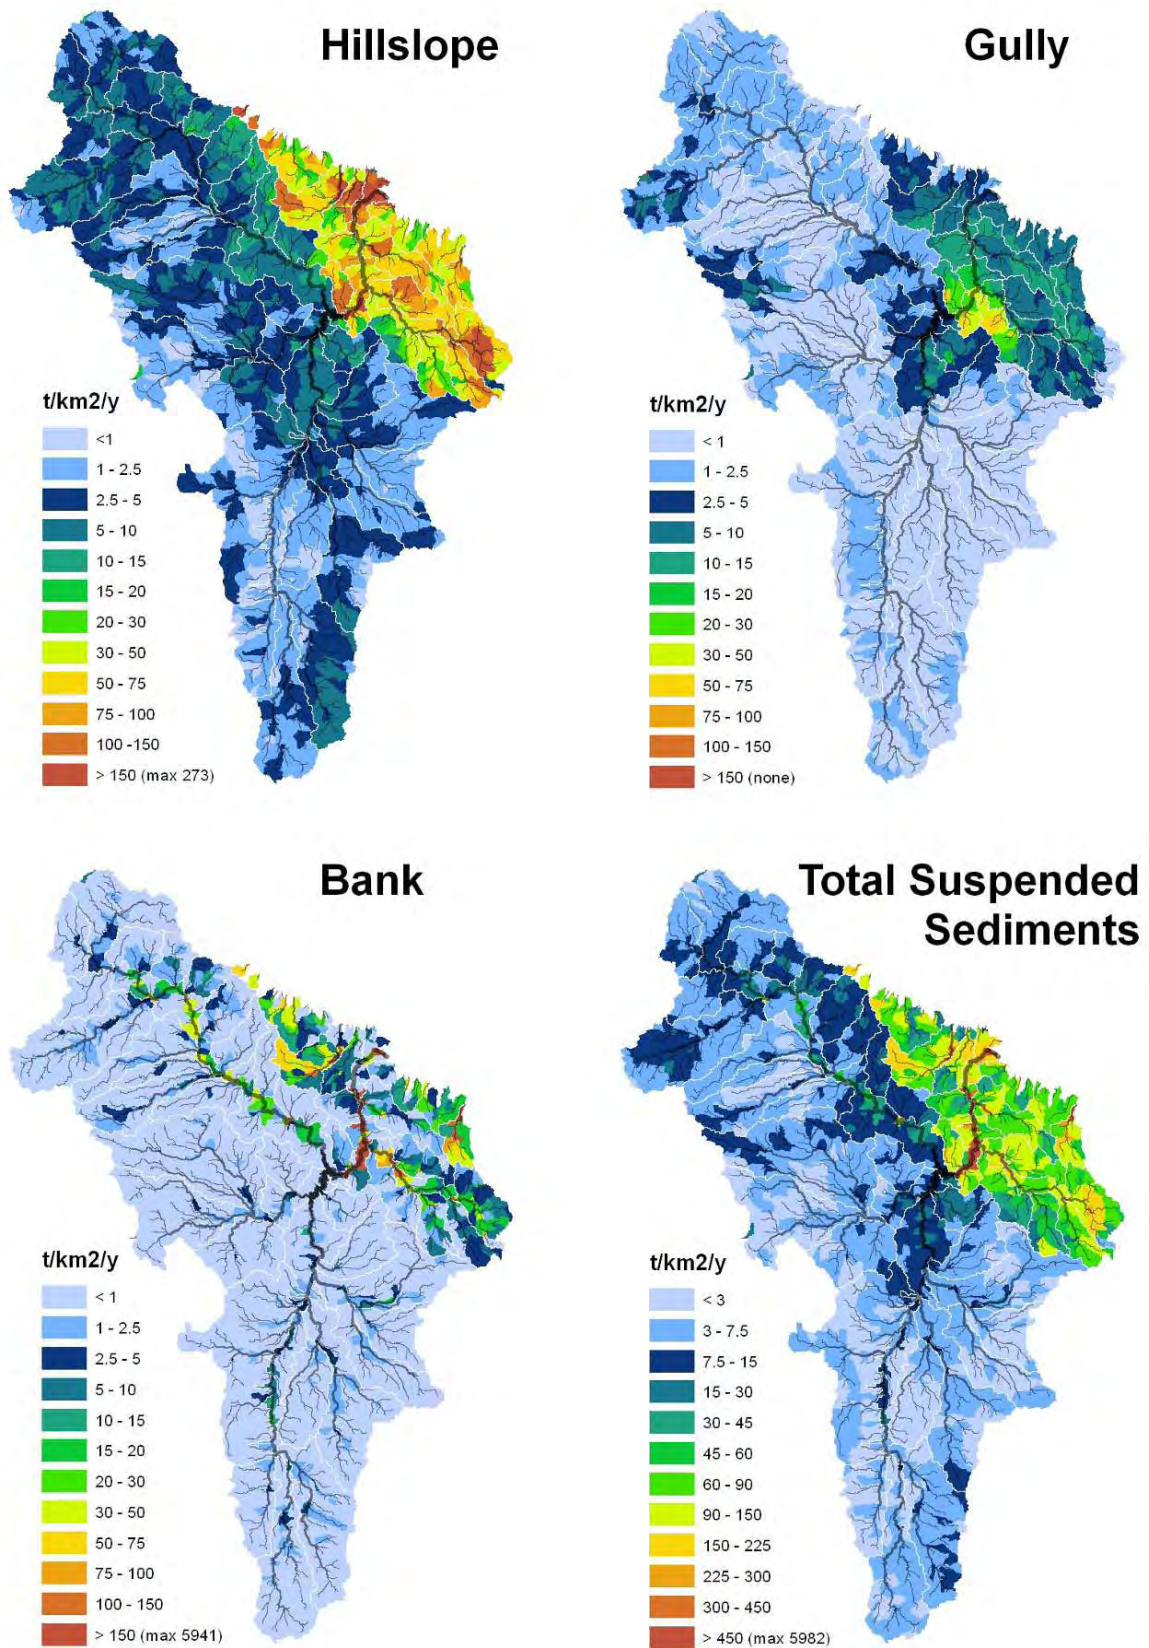 Hillslope
t/km2/y
<1
1 - 2.5
2.5 - 5
5 - 10
10 - 15
15 - 20
20 - 30
30 - 50
50 - 75
75 - 100
100 -150
> 150 (max 273)
Gully
t/km2/y
< 1
1 - 2.5
2.5 - 5
5 - 10
10 - 15
15 - 20
20 - 30
30 - 50
50 - 75
75 - 100
100 - 150
> 150 (none)
Bank
t/km2/y
< 1
1 - 2.5
2.5 - 5
5 - 10
10 - 15
15 - 20
20 - 30
30 - 50
50 - 75
75 - 100
100 - 150
> 150 (max 5941)
Total Suspended
Sediments
t/km2/y
< 3
3 - 7.5
7.5 - 15
15 - 30
30 - 45
45 - 60
60 - 90
90 - 150
150 - 225
225 - 300
300 - 450
> 450 (max 5982)